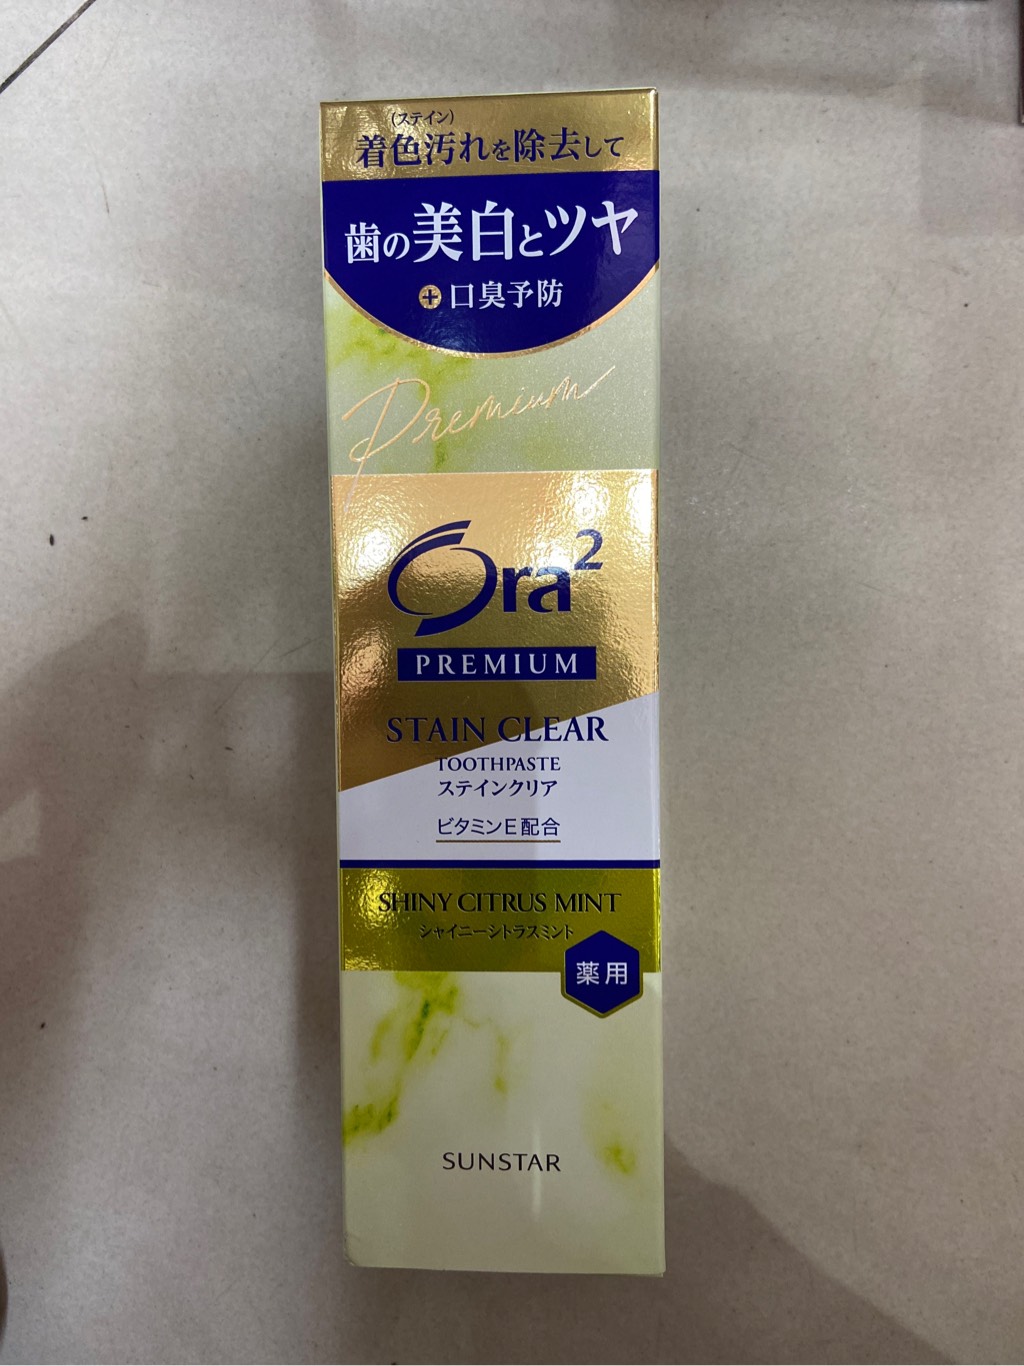 (ステイン)
着色汚れを除去して
歯の美白とツヤ
+口臭予防
Premium
Ora²
PREMIUM
STAIN CLEAR
TOOTHPASTE
ステインクリア
ビタミンE配合
SHINY CITRUS MINT
シャイニーシトラスミント
薬用
SUNSTAR